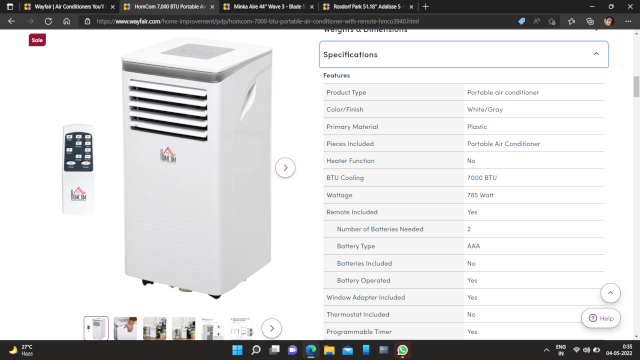 Wayfair | Air Conditioners You'll
HomCom 7,000 BTU Portable Air
Minka Aire 44" Wave 3 - Blade S
Rosdorf Park 51.18" Adalisse 5 -
https://www.wayfair.com/home-improvement/pdp/homcom-7000-btu-portable-air-conditioner-with-remote-hmco3940.html
Weights & Dimensions
Sale
Specifications
Features
Product Type Portable air conditioner
Color/Finish White/Gray
Primary Material Plastic
Pieces Included Portable Air Conditioner
Heater Function No
BTU Cooling 7000 BTU
Wattage 785 Watt
Remote Included Yes
Number of Batteries Needed 2
Battery Type AAA
Batteries Included No
Battery Operated Yes
Window Adapter Included Yes
Thermostat Included No
Programmable Timer Yes
HOMCOM
Help
27°C
Haze
ENG
IN
0:35
04-05-2022